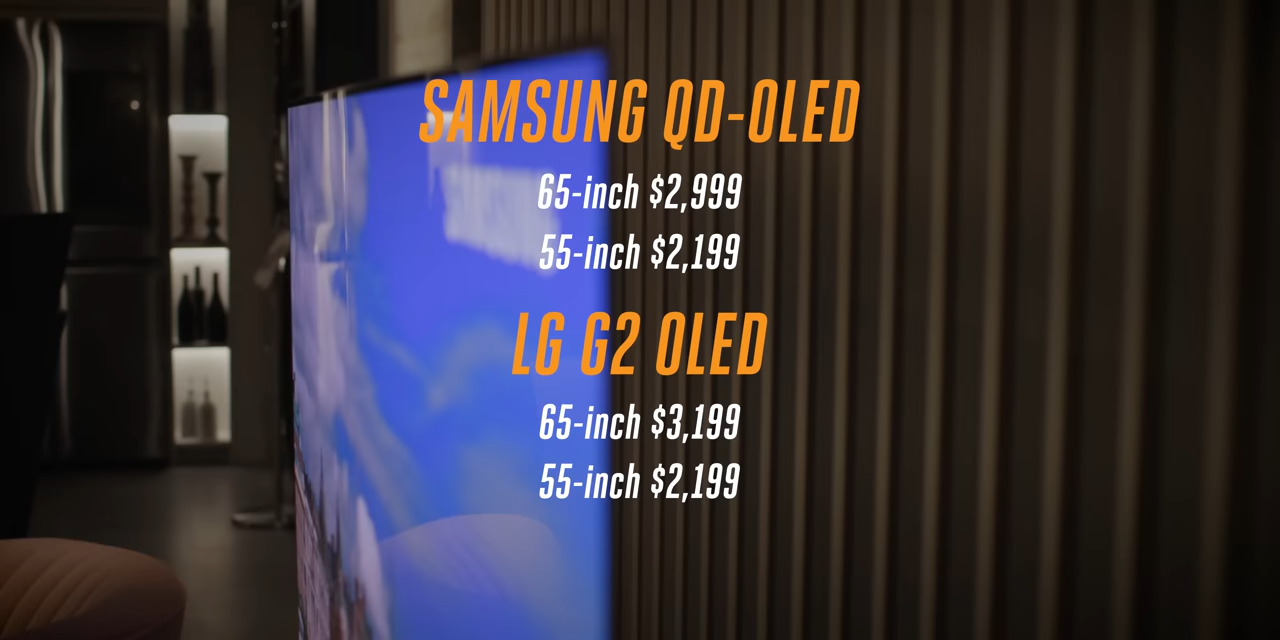 SAMSUNG QD-OLED
65-inch $2,999
55-inch $2,199
LG G2 OLED
65-inch $3,199
55-inch $2,199